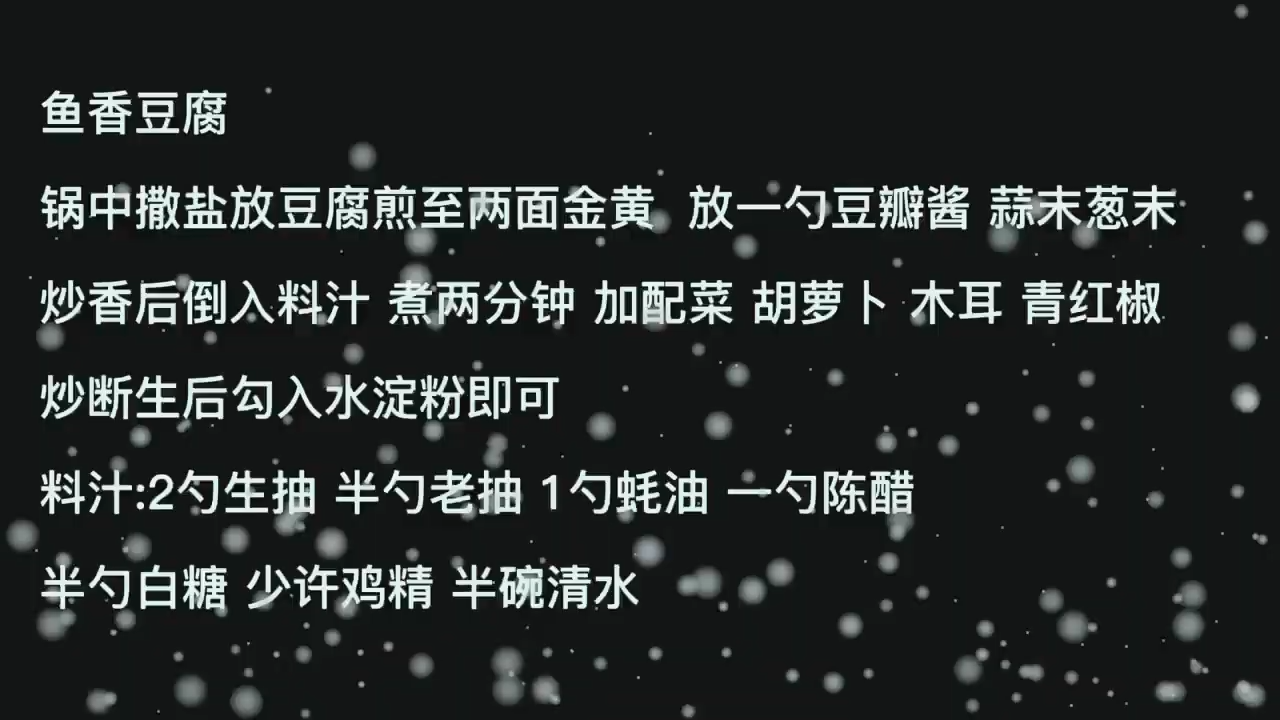 鱼香豆腐
锅中撒盐放豆腐煎至两面金黄 放一勺豆瓣酱 蒜末葱末
炒香后倒入料汁 煮两分钟 加配菜 胡萝卜 木耳 青红椒
炒断生后勾入水淀粉即可
料汁:2勺生抽 半勺老抽 1勺蚝油 一勺陈醋
半勺白糖 少许鸡精 半碗清水